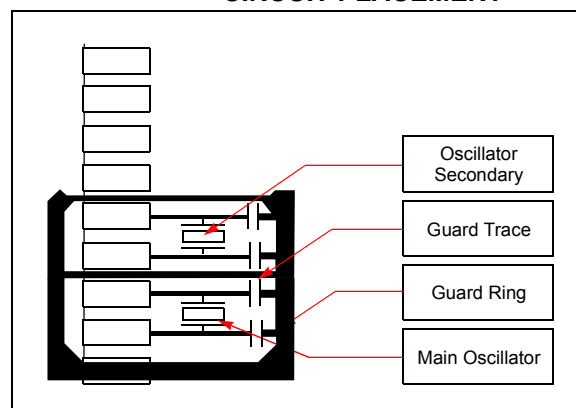 Oscillator
Secondary
Guard Trace
Guard Ring
Main Oscillator